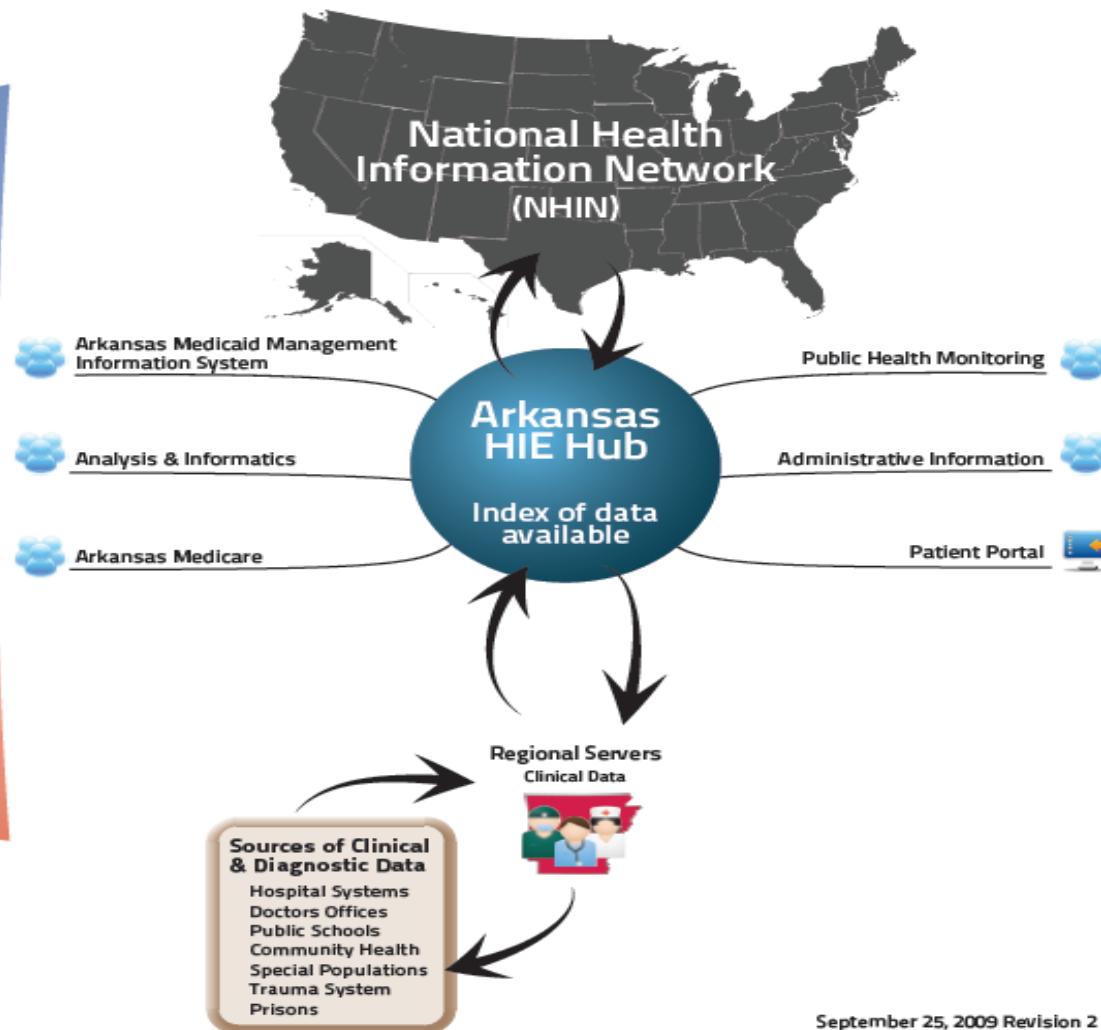 National Health
Information Network
(NHIN)
Arkansas Medicaid Management
Information System
Analysis & Informatics
Arkansas Medicare
Arkansas
HIE Hub
Index of data
available
Public Health Monitoring
Administrative Information
Patient Portal
Regional Servers
Clinical Data
Sources of Clinical
& Diagnostic Data
Hospital Systems
Doctors Offices
Public Schools
Community Health
Special Populations
Trauma System
Prisons
September 25, 2009 Revision 2